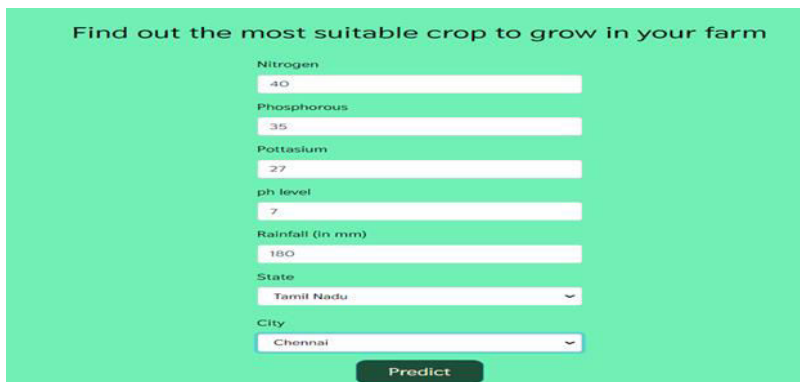 Find out the most suitable crop to grow in your farm
Nitrogen
40
Phosphorous
35
Pottasium
27
ph level
7
Rainfall (in mm)
180
State
Tamil Nadu
City
Chennai
Predict